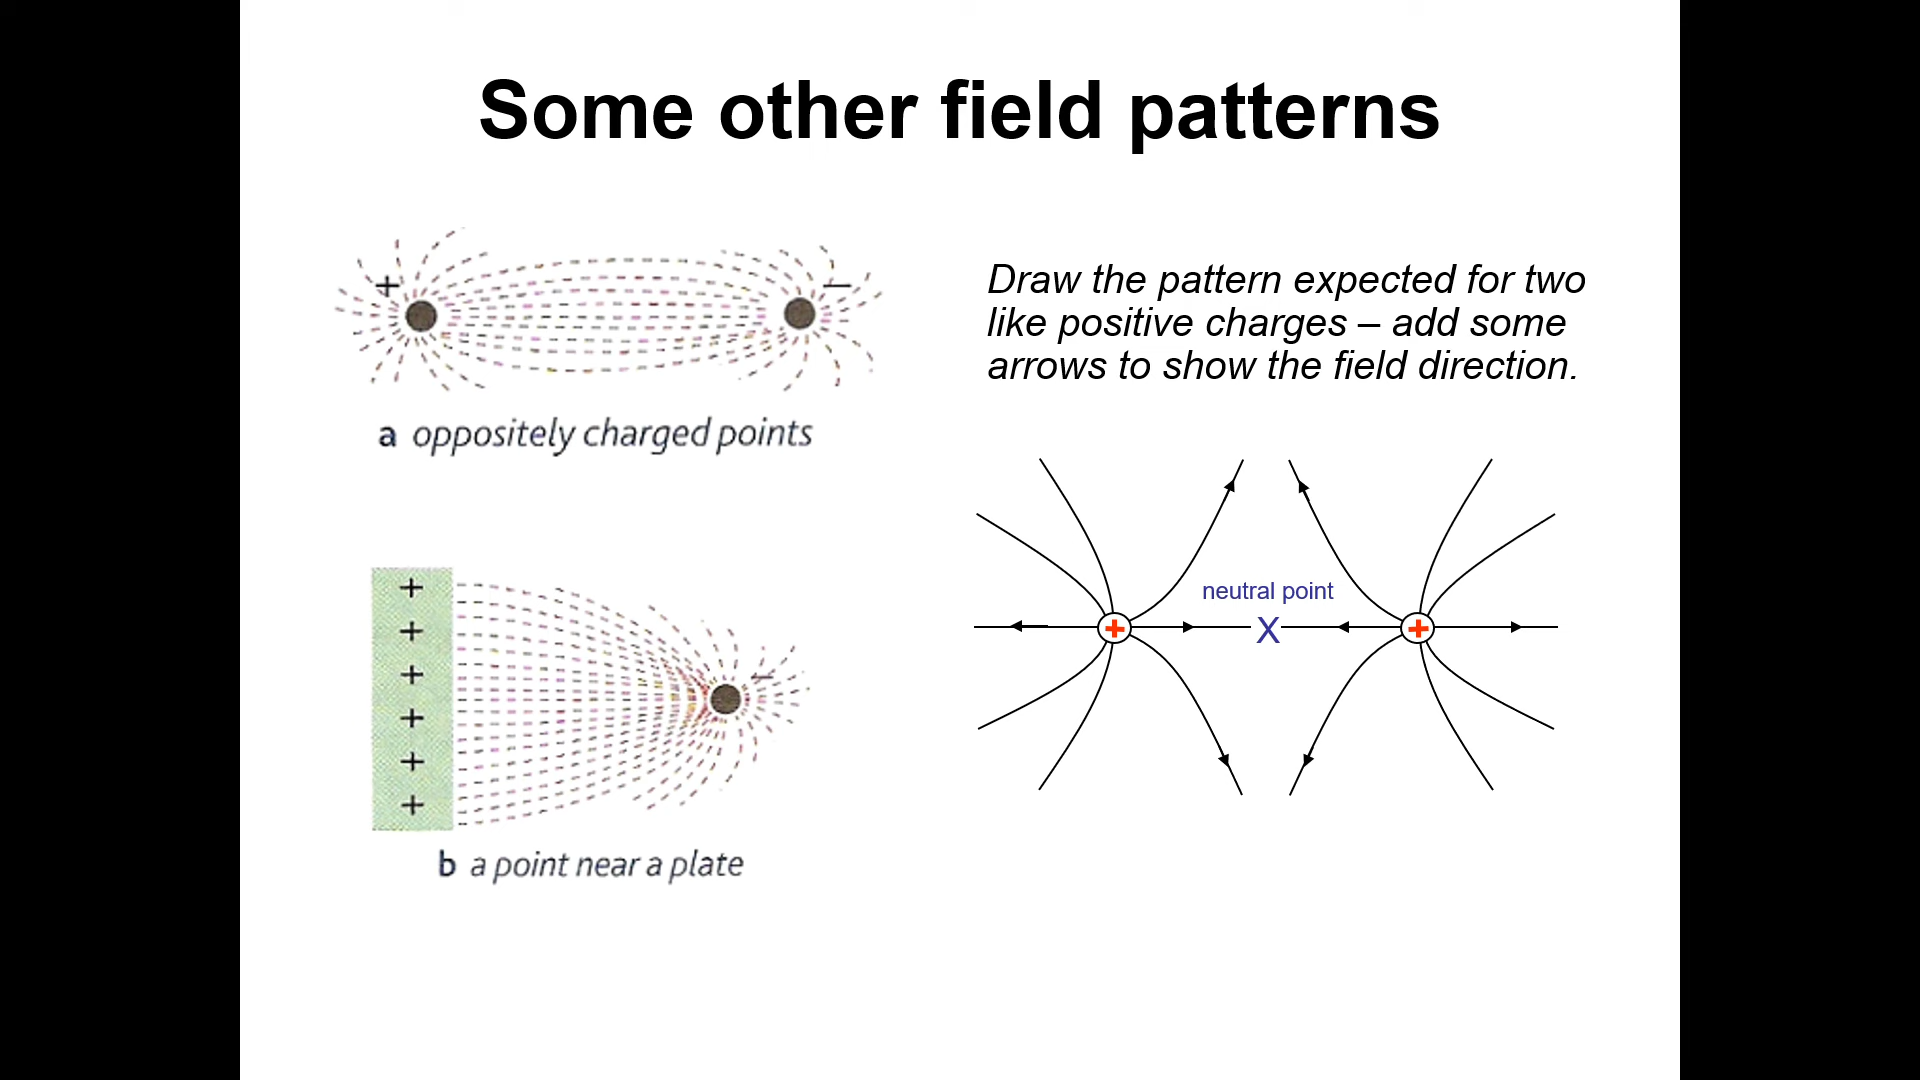 Some other field patterns
+ −
a oppositely charged points
Draw the pattern expected for two
like positive charges – add some
arrows to show the field direction.
neutral point
+ X +
+
+
+
−
+
+
+
b a point near a plate